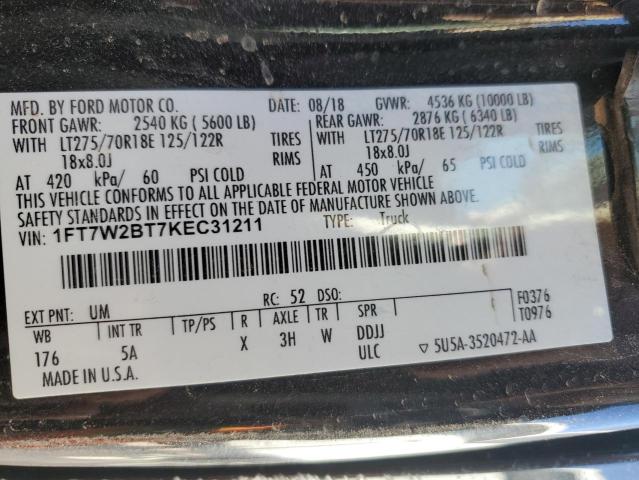 MFD. BY FORD MOTOR CO. DATE: 08/18 GVWR: 4536 KG (10000 LB)
FRONT GAWR: 2540 KG (5600 LB) REAR GAWR: 2876 KG (6340 LB)
WITH LT275/70R18E 125/122R TIRES WITH LT275/70R18E 125/122R TIRES
18x8.0J RIMS 18x8.0J RIMS
AT 420 kPa/ 60 PSI COLD AT 450 kPa/ 65 PSI COLD
THIS VEHICLE CONFORMS TO ALL APPLICABLE FEDERAL MOTOR VEHICLE
SAFETY STANDARDS IN EFFECT ON THE DATE OF MANUFACTURE SHOWN ABOVE.
VIN: 1FT7W2BT7KEC31211 TYPE: Truck
F0376
T0976
EXT PNT: UM RC: 52 DSO:
WB INT TR TP/PS R AXLE TR SPR
176 5A X 3H W DDJJ
ULC ▽ 5U5A-3520472-AA
MADE IN U.S.A.